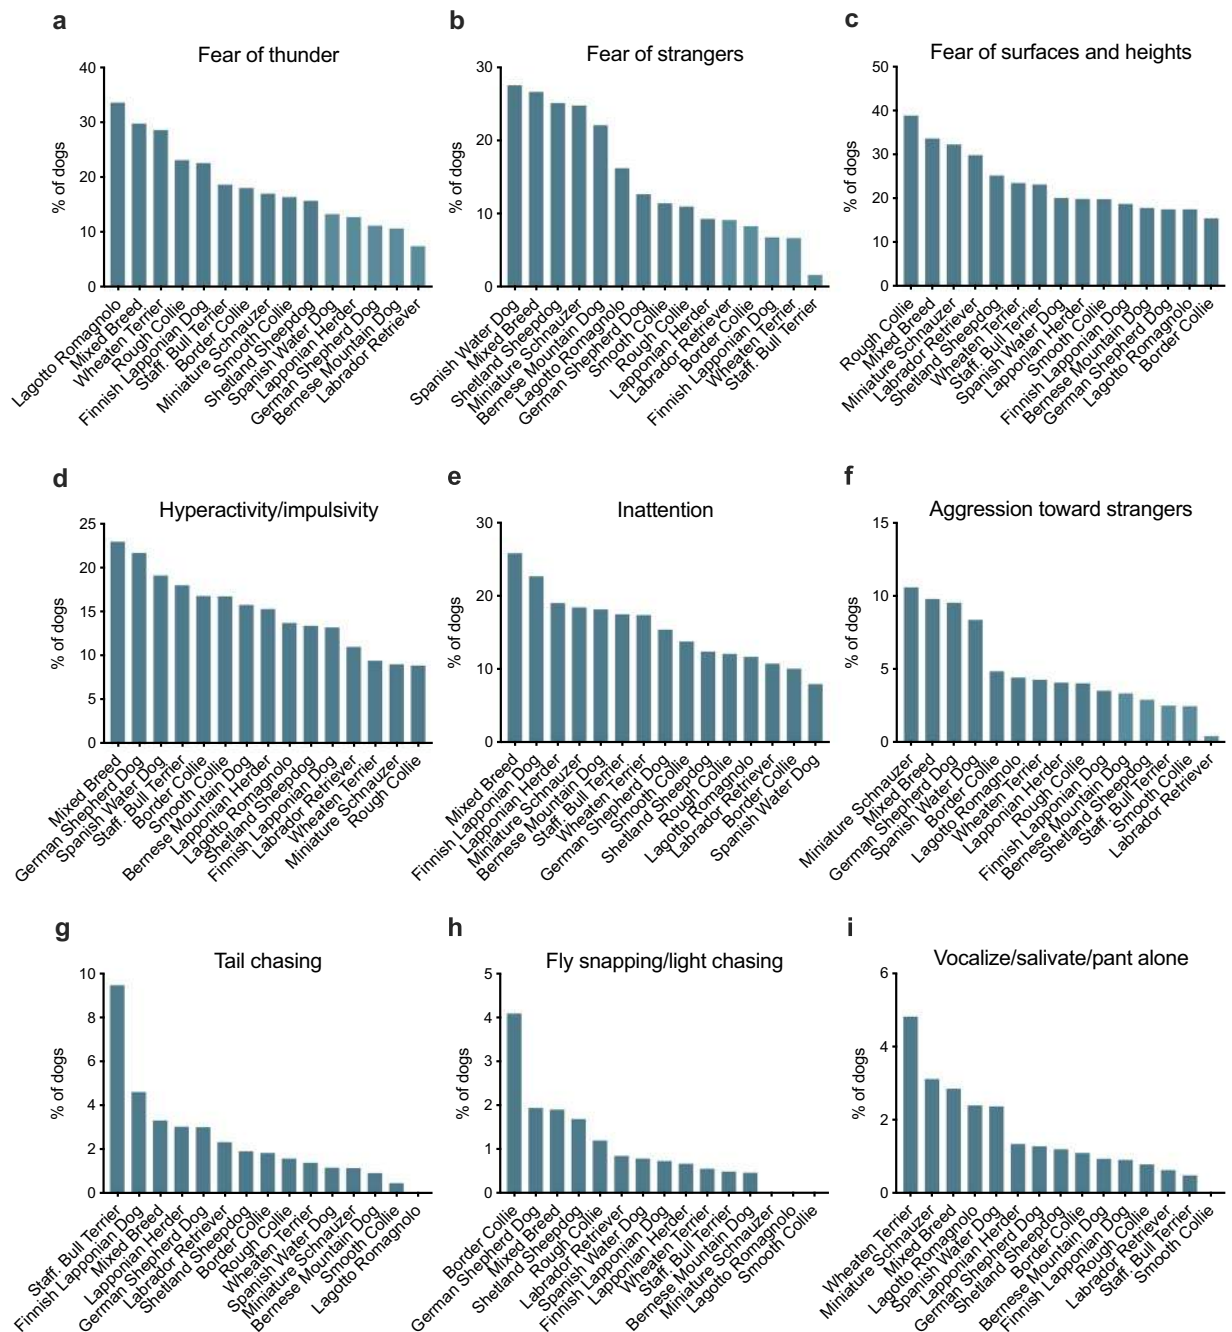 a
Fear of thunder
% of dogs
40
30
20
10
0
Lagotto Romagnolo
Mixed Breed
Wheaten Terrier
Rough Collie
Finnish Lapponian Dog
Staff. Bull Terrier
Border Collie
Miniature Schnauzer
Smooth Collie
Shetland Sheepdog
Spanish Water Dog
Lapponian Herder
German Shepherd Dog
Bernese Mountain Dog
Labrador Retriever
b
Fear of strangers
% of dogs
30
20
10
0
Spanish Water Dog
Mixed Breed
Shetland Sheepdog
Miniature Schnauzer
Bernese Mountain Dog
Lagotto Romagnolo
German Shepherd Dog
Smooth Collie
Rough Collie
Lapponian Herder
Labrador Retriever
Border Collie
Finnish Lapponian Dog
Wheaten Terrier
Staff. Bull Terrier
c
Fear of surfaces and heights
% of dogs
50
40
30
20
10
0
Rough Collie
Mixed Breed
Miniature Schnauzer
Labrador Retriever
Shetland Sheepdog
Wheaten Terrier
Staff. Bull Terrier
Spanish Water Dog
Lapponian Herder
Smooth Collie
Finnish Lapponian Dog
Bernese Mountain Dog
German Shepherd Dog
Lagotto Romagnolo
Border Collie
d
Hyperactivity/impulsivity
% of dogs
25
20
15
10
5
0
Mixed Breed
German Shepherd Dog
Spanish Water Dog
Staff. Bull Terrier
Border Collie
Smooth Collie
Bernese Mountain Dog
Lapponian Herder
Lagotto Romagnolo
Shetland Sheepdog
Finnish Lapponian Dog
Labrador Retriever
Wheaten Terrier
Miniature Schnauzer
Rough Collie
e
Inattention
% of dogs
30
20
10
0
Mixed Breed
Finnish Lapponian Dog
Lapponian Herder
Miniature Schnauzer
Bernese Mountain Dog
Staff. Bull Terrier
Wheaten Terrier
German Shepherd Dog
Smooth Collie
Shetland Sheepdog
Rough Collie
Lagotto Romagnolo
Labrador Retriever
Border Collie
Spanish Water Dog
f
Aggression toward strangers
% of dogs
15
10
5
0
Miniature Schnauzer
Mixed Breed
German Shepherd Dog
Spanish Water Dog
Border Collie
Lagotto Romagnolo
Wheaten Terrier
Lapponian Herder
Rough Collie
Finnish Lapponian Dog
Bernese Mountain Dog
Shetland Sheepdog
Staff. Bull Terrier
Smooth Collie
Labrador Retriever
g
Tail chasing
% of dogs
10
8
6
4
2
0
Staff. Bull Terrier
Finnish Lapponian Dog
Mixed Breed
Lapponian Herder
German Shepherd Dog
Labrador Retriever
Shetland Sheepdog
Border Collie
Rough Collie
Wheaten Terrier
Spanish Water Dog
Miniature Schnauzer
Bernese Mountain Dog
Smooth Collie
Lagotto Romagnolo
h
Fly snapping/light chasing
% of dogs
5
4
3
2
1
0
Border Collie
German Shepherd Dog
Mixed Breed
Shetland Sheepdog
Rough Collie
Labrador Retriever
Spanish Water Dog
Finnish Lapponian Dog
Lapponian Herder
Wheaten Terrier
Staff. Bull Terrier
Bernese Mountain Dog
Miniature Schnauzer
Lagotto Romagnolo
Smooth Collie
i
Vocalize/salivate/pant alone
% of dogs
6
4
2
0
Wheaten Terrier
Miniature Schnauzer
Mixed Breed
Lagotto Romagnolo
Spanish Water Dog
Lapponian Herder
German Shepherd Dog
Shetland Sheepdog
Border Collie
Bernese Mountain Dog
Finnish Lapponian Dog
Rough Collie
Labrador Retriever
Staff. Bull Terrier
Smooth Collie